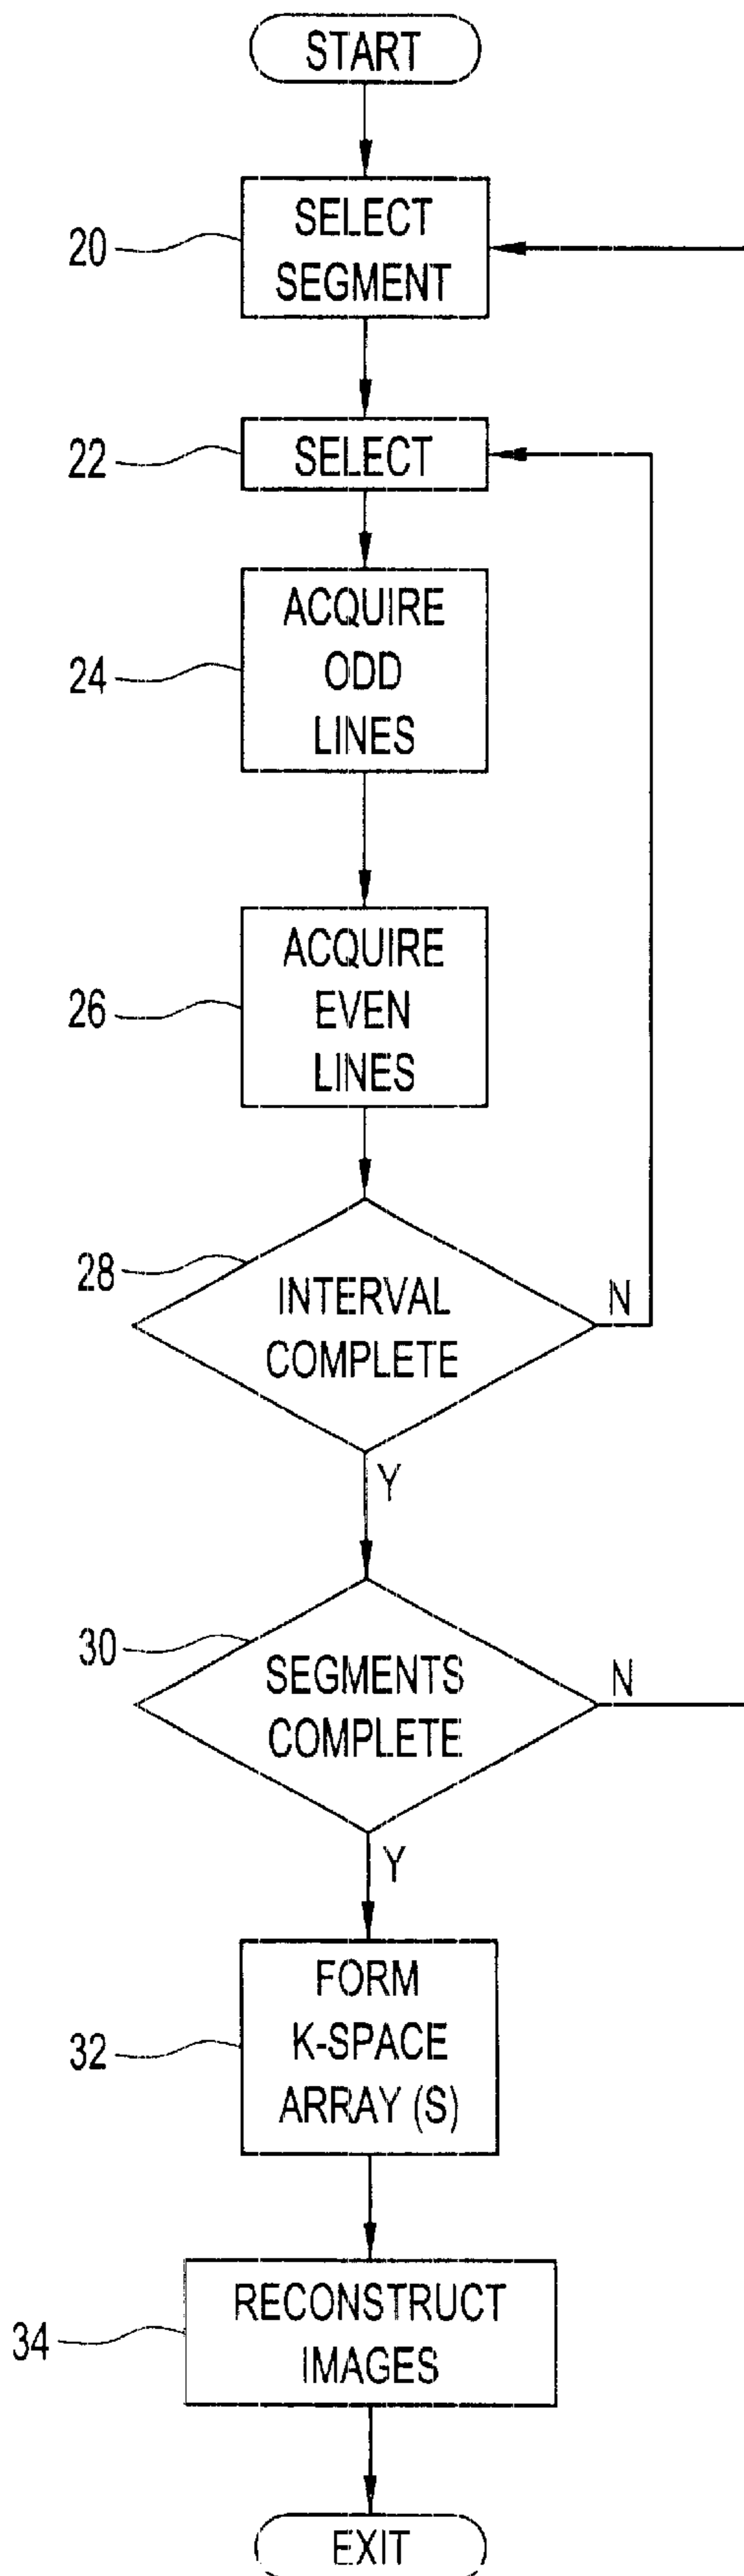 START
20
SELECT
SEGMENT
22
SELECT
24
ACQUIRE
ODD
LINES
26
ACQUIRE
EVEN
LINES
28
INTERVAL
COMPLETE
N
Y
30
SEGMENTS
COMPLETE
N
Y
32
FORM
K-SPACE
ARRAY (S)
34
RECONSTRUCT
IMAGES
EXIT